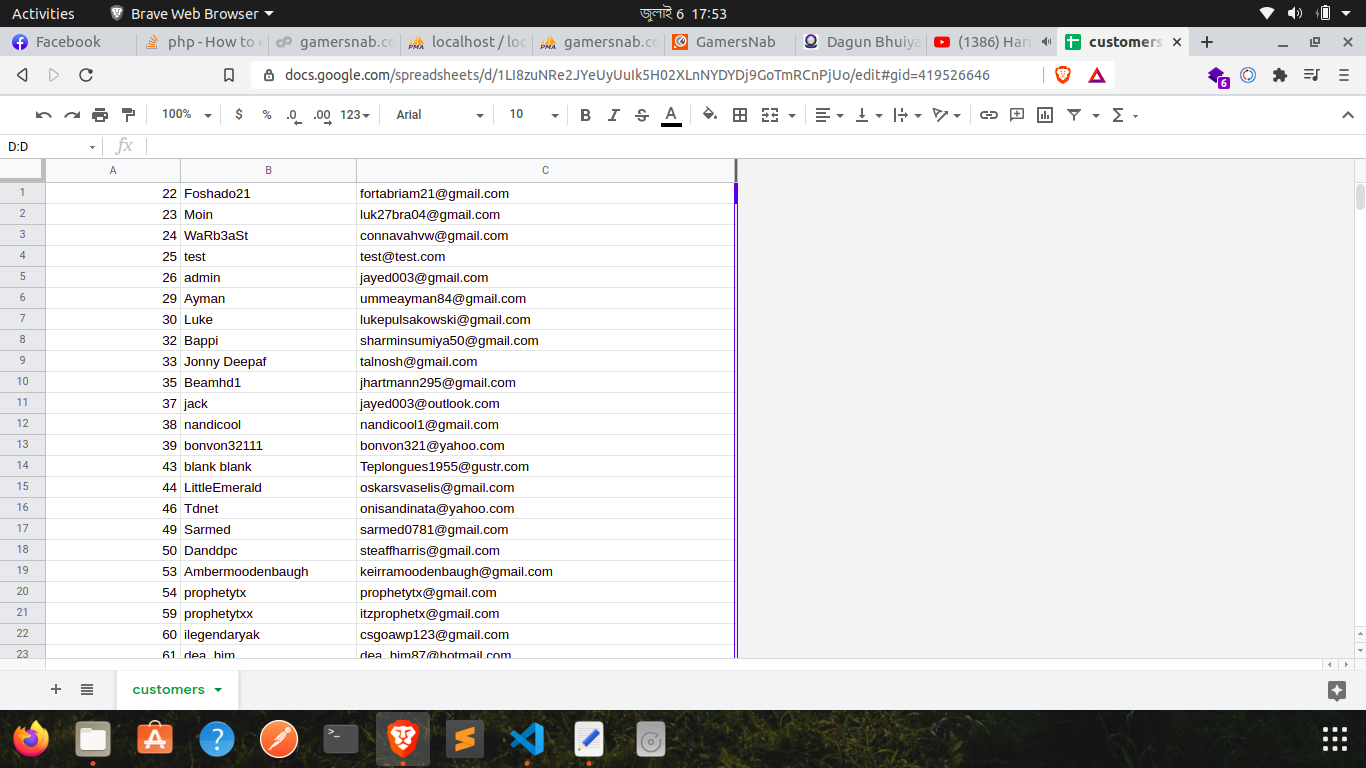 Activities Brave Web Browser জুলাই 6 17:53
Facebook php - How to e gamersnab.co localhost / loc gamersnab.co GamersNab Dagun Bhuiya (1386) Hari customers
docs.google.com/spreadsheets/d/1LI8zuNRe2JYeUyUuIk5H02XLnNYDYDj9GoTmRCnPjUo/edit#gid=419526646 6
100% $ % .0 .00 123 Arial 10 B I S A
D:D fx
A B C
1 22 Foshado21 fortabriam21@gmail.com
2 23 Moin luk27bra04@gmail.com
3 24 WaRb3aSt connavahvw@gmail.com
4 25 test test@test.com
5 26 admin jayed003@gmail.com
6 29 Ayman ummeayman84@gmail.com
7 30 Luke lukepulsakowski@gmail.com
8 32 Bappi sharminsumiya50@gmail.com
9 33 Jonny Deepaf talnosh@gmail.com
10 35 Beamhd1 jhartmann295@gmail.com
11 37 jack jayed003@outlook.com
12 38 nandicool nandicool1@gmail.com
13 39 bonvon32111 bonvon321@yahoo.com
14 43 blank blank Teplongues1955@gustr.com
15 44 LittleEmerald oskarsvaselis@gmail.com
16 46 Tdnet onisandinata@yahoo.com
17 49 Sarmed sarmed0781@gmail.com
18 50 Danddpc steaffharris@gmail.com
19 53 Ambermoodenbaugh keirramoodenbaugh@gmail.com
20 54 prophetytx prophetytx@gmail.com
21 59 prophetytxx itzprophetx@gmail.com
22 60 ilegendaryak csgoawp123@gmail.com
23 61 dea_him dea_him87@hotmail.com
customers